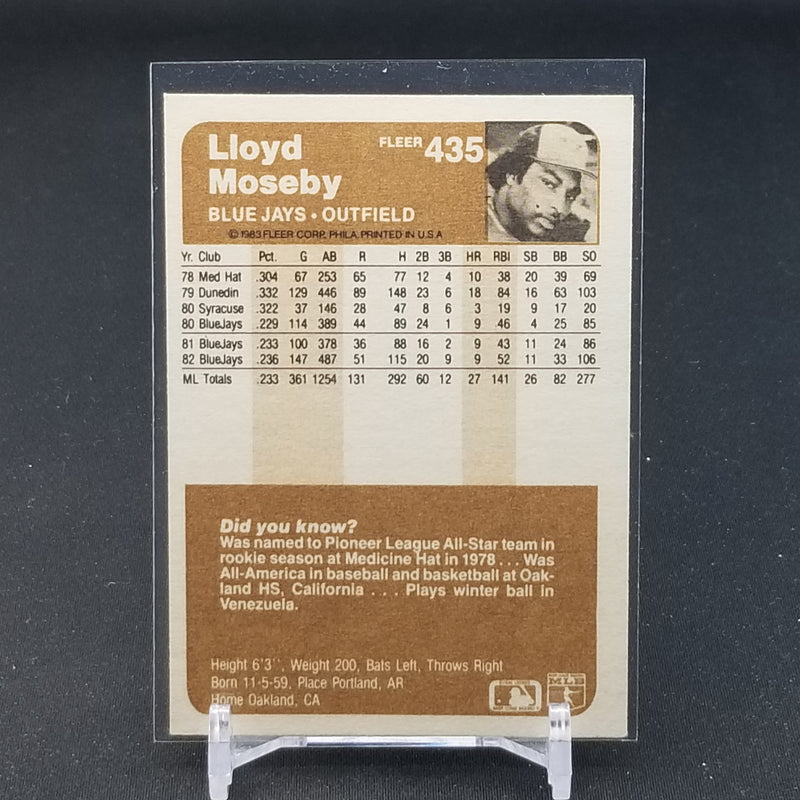 Lloyd
Moseby
FLEER 435
BLUE JAYS • OUTFIELD
© 1983 FLEER CORP. PHILA. PRINTED IN U.S.A
Yr. Club Pct. G AB R H 2B 3B HR RBI SB BB SO
78 Med Hat .304 67 253 65 77 12 4 10 38 20 39 69
79 Dunedin .332 129 446 89 148 23 6 18 84 16 63 103
80 Syracuse .322 37 146 28 47 8 6 3 19 9 17 20
80 BlueJays .229 114 389 44 89 24 1 9 46 4 25 85
81 BlueJays .233 100 378 36 88 16 2 9 43 11 24 86
82 BlueJays .236 147 487 51 115 20 9 9 52 11 33 106
ML Totals .233 361 1254 131 292 60 12 27 141 26 82 277
Did you know?
Was named to Pioneer League All-Star team in
rookie season at Medicine Hat in 1978 . . . Was
All-America in baseball and basketball at Oak-
land HS, California . . . Plays winter ball in
Venezuela.
Height 6'3'', Weight 200, Bats Left, Throws Right
Born 11-5-59, Place Portland, AR
Home Oakland, CA
MLB